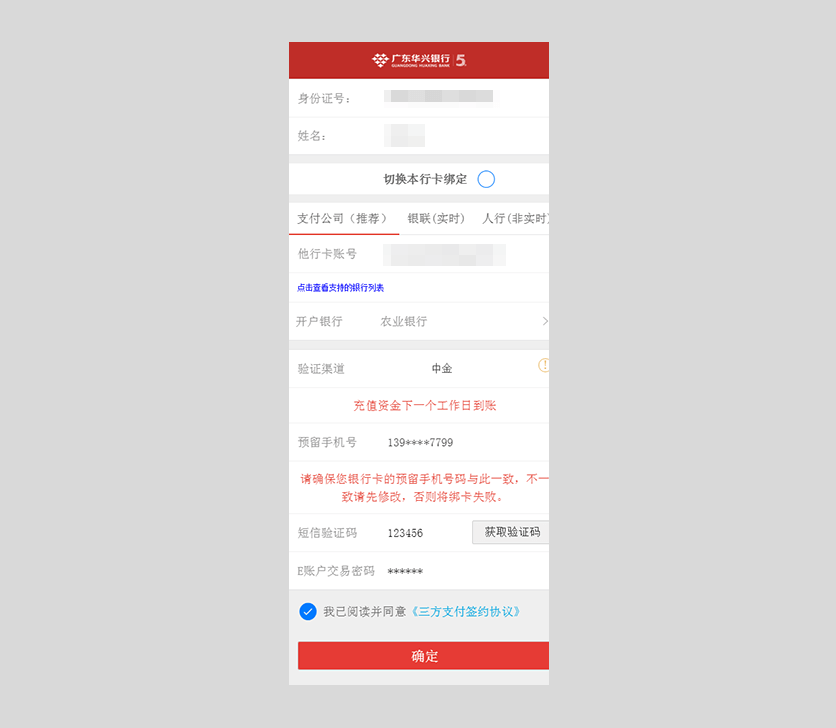 广东华兴银行 5
GUANGDONG HUAXING BANK
身份证号:
姓名:
切换本行卡绑定
支付公司（推荐） 银联(实时) 人行(非实时)
他行卡账号
点击查看支持的银行列表
开户银行 农业银行
验证渠道 中金
充值资金下一个工作日到账
预留手机号 139****7799
请确保您银行卡的预留手机号码与此一致，不一
致请先修改，否则将绑卡失败。
短信验证码 123456 获取验证码
E账户交易密码 ******
我已阅读并同意《三方支付签约协议》
确定